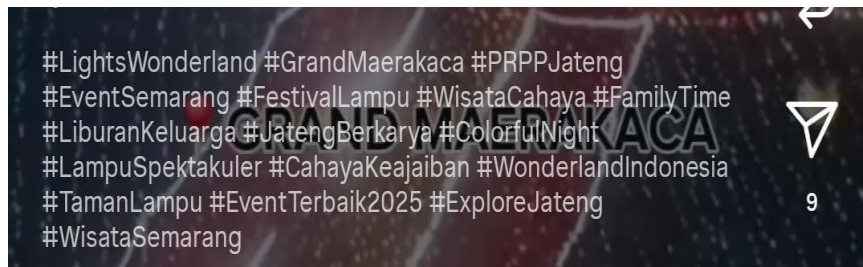 #LightsWonderland #GrandMaerakaca #PRPPJateng
#EventSemarang #FestivalLampu #WisataCahaya #FamilyTime
#LiburanKeluarga #JatengBerkarya #ColorfulNight
GRAND MAERAKACA
#LampuSpektakuler #CahayaKeajaiban #WonderlandIndonesia
#TamanLampu #EventTerbaik2025 #ExploreJateng
9
#WisataSemarang